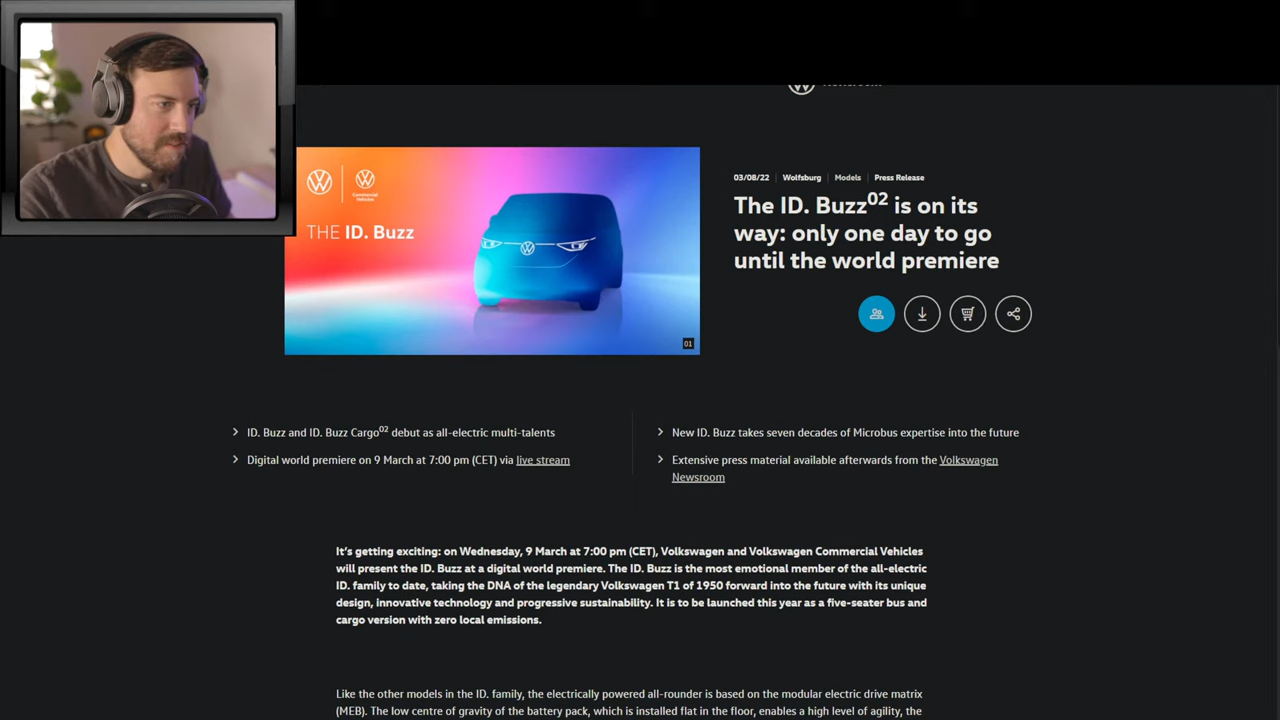 Commercial
Vehicles
THE ID. Buzz
01
03/08/22 Wolfsburg Models Press Release
The ID. Buzz02 is on its
way: only one day to go
until the world premiere
ID. Buzz and ID. Buzz Cargo02 debut as all-electric multi-talents
Digital world premiere on 9 March at 7:00 pm (CET) via live stream
New ID. Buzz takes seven decades of Microbus expertise into the future
Extensive press material available afterwards from the Volkswagen
Newsroom
It's getting exciting: on Wednesday, 9 March at 7:00 pm (CET), Volkswagen and Volkswagen Commercial Vehicles
will present the ID. Buzz at a digital world premiere. The ID. Buzz is the most emotional member of the all-electric
ID. family to date, taking the DNA of the legendary Volkswagen T1 of 1950 forward into the future with its unique
design, innovative technology and progressive sustainability. It is to be launched this year as a five-seater bus and
cargo version with zero local emissions.
Like the other models in the ID. family, the electrically powered all-rounder is based on the modular electric drive matrix
(MEB). The low centre of gravity of the battery pack, which is installed flat in the floor, enables a high level of agility, the